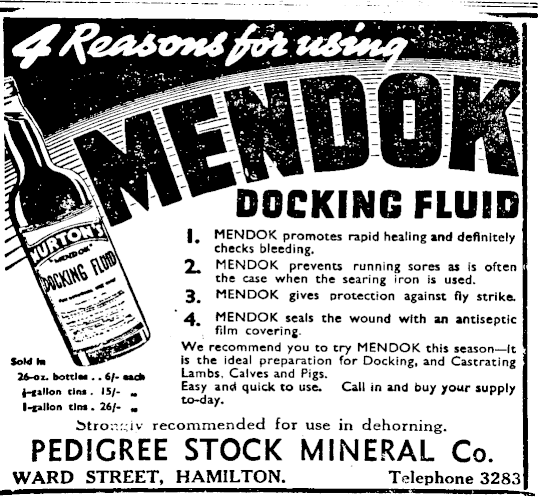 4 Reasons for using
MENDOK
DOCKING FLUID
1. MENDOK promotes rapid healing and definitely
checks bleeding.
2. MENDOK prevents running sores as is often
the case when the searing iron is used.
3. MENDOK gives protection against fly strike.
4. MENDOK seals the wound with an antiseptic
film covering.
We recommend you to try MENDOK this season—it
is the ideal preparation for Docking, and Castrating
Lambs, Calves and Pigs.
Easy and quick to use. Call in and buy your supply
to-day.
BURTON'S
"MENDOK"
DOCKING FLUID
Sold in
26-oz. bottles . . 6/- each
½-gallon tins . 15/- „
1-gallon tins . 26/- „
Strongly recommended for use in dehorning.
PEDIGREE STOCK MINERAL Co.
WARD STREET, HAMILTON. Telephone 3283